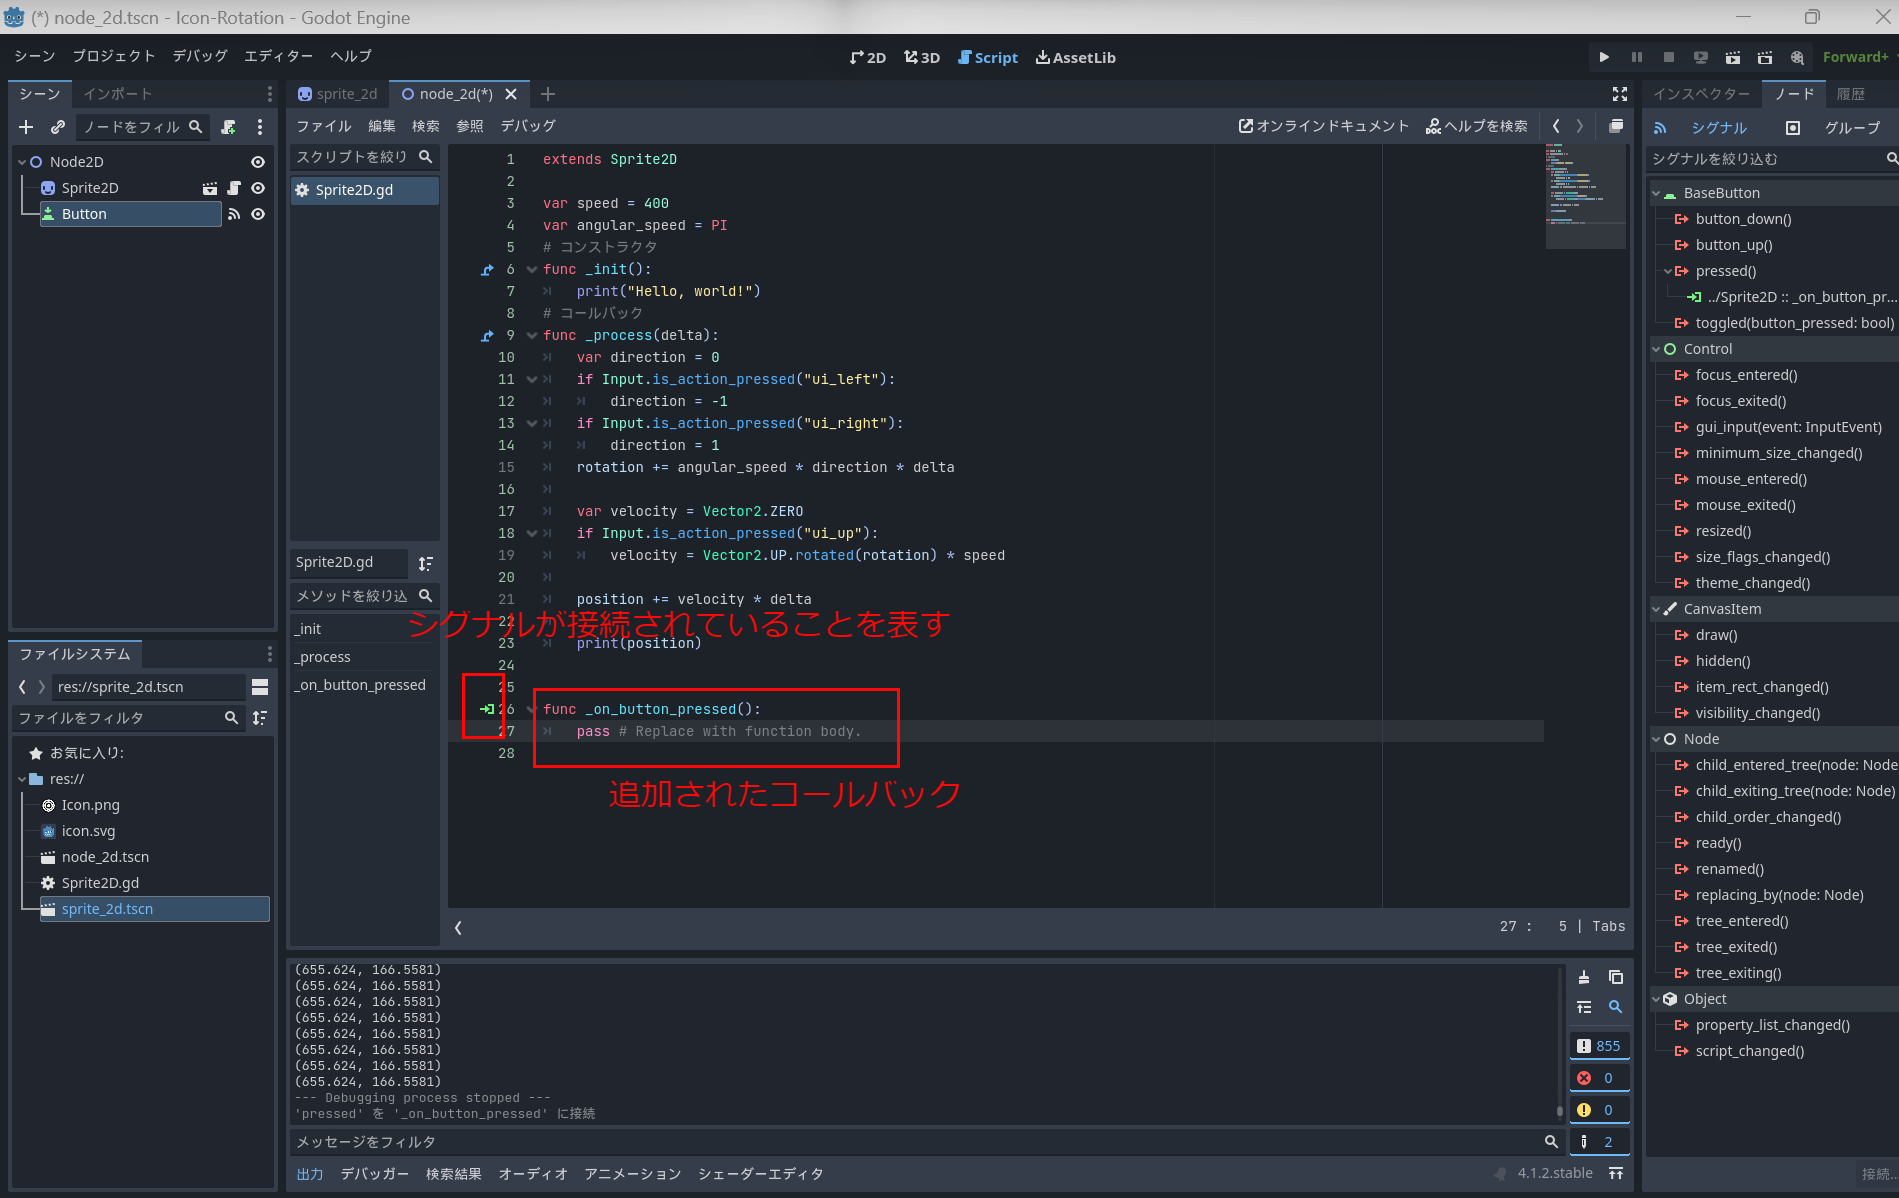 (*) node_2d.tscn - Icon-Rotation - Godot Engine
シーン プロジェクト デバッグ エディター ヘルプ
2D 3D Script AssetLib
Forward+
シーン インポート
ノードをフィル
Node2D
Sprite2D
Button
ファイルシステム
res://sprite_2d.tscn
ファイルをフィルタ
お気に入り:
res://
Icon.png
icon.svg
node_2d.tscn
Sprite2D.gd
sprite_2d.tscn
sprite_2d node_2d(*)
ファイル 編集 検索 参照 デバッグ
オンラインドキュメント ヘルプを検索
スクリプトを絞り
Sprite2D.gd
Sprite2D.gd
メソッドを絞り込
_init
_process
_on_button_pressed
1 extends Sprite2D
2
3 var speed = 400
4 var angular_speed = PI
5 # コンストラクタ
6 func _init():
7 print("Hello, world!")
8 # コールバック
9 func _process(delta):
10 var direction = 0
11 if Input.is_action_pressed("ui_left"):
12 direction = -1
13 if Input.is_action_pressed("ui_right"):
14 direction = 1
15 rotation += angular_speed * direction * delta
16
17 var velocity = Vector2.ZERO
18 if Input.is_action_pressed("ui_up"):
19 velocity = Vector2.UP.rotated(rotation) * speed
20
21 position += velocity * delta
シグナルが接続されていることを表す
22
23 print(position)
24
25
26 func _on_button_pressed():
27 pass # Replace with function body.
28
追加されたコールバック
27 : 5 | Tabs
(655.624, 166.5581)
(655.624, 166.5581)
(655.624, 166.5581)
(655.624, 166.5581)
(655.624, 166.5581)
(655.624, 166.5581)
(655.624, 166.5581)
(655.624, 166.5581)
--- Debugging process stopped ---
'pressed' を '_on_button_pressed' に接続
855
0
0
2
メッセージをフィルタ
出力 デバッガー 検索結果 オーディオ アニメーション シェーダーエディタ
4.1.2.stable
インスペクター ノード 履歴
シグナル グループ
シグナルを絞り込む
BaseButton
button_down()
button_up()
pressed()
../Sprite2D :: _on_button_pr...
toggled(button_pressed: bool)
Control
focus_entered()
focus_exited()
gui_input(event: InputEvent)
minimum_size_changed()
mouse_entered()
mouse_exited()
resized()
size_flags_changed()
theme_changed()
CanvasItem
draw()
hidden()
item_rect_changed()
visibility_changed()
Node
child_entered_tree(node: Node
child_exiting_tree(node: Node)
child_order_changed()
ready()
renamed()
replacing_by(node: Node)
tree_entered()
tree_exited()
tree_exiting()
Object
property_list_changed()
script_changed()
接続..